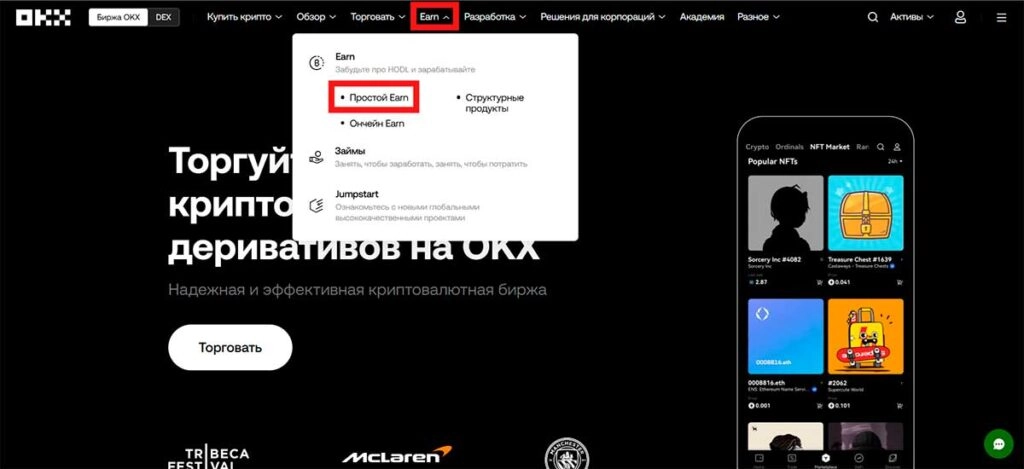 OKX
Биржа OKX DEX Купить крипто Обзор Торговать Earn Разработка Решения для корпораций Академия Разное Активы
Earn
Забудьте про HODL и зарабатывайте
• Простой Earn
• Структурные
продукты
• Ончейн Earn
Займы
Занять, чтобы заработать, занять, чтобы потратить
Jumpstart
Ознакомьтесь с новыми глобальными
высококачественными проектами
Торгуй
крипто
деривативов на OKX
Надежная и эффективная криптовалютная биржа
Торговать
TRIBECA
FESTIVAL
McLaren
MANCHESTER
Crypto Ordinals NFT Market Rar
Popular NFTs 24h
Sorcery Inc #4082
Sorcery Inc
2.87
Treasure Chest #1639
Castaways - Treasure Chests
0.041
0008816.eth
0008816.eth
ENS: Ethereum Name Servi...
0.001
#2062
Supercute World
0.101
Marketplace